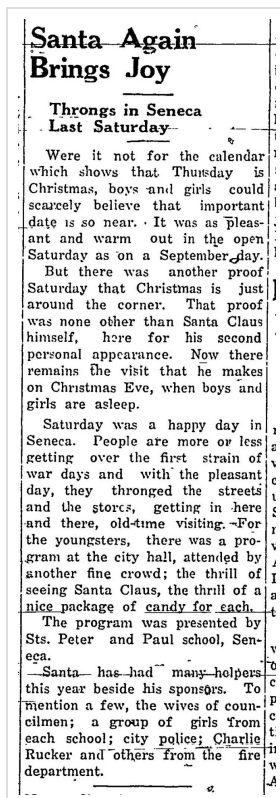 Santa Again
Brings Joy
Throngs in Seneca
Last Saturday
Were it not for the calendar
which shows that Thursday is
Christmas, boys and girls could
scarcely believe that important
date is so near. It was as pleas-
ant and warm out in the open
Saturday as on a September day.
But there was another proof
Saturday that Christmas is just
around the corner. That proof
was none other than Santa Claus
himself, here for his second
personal appearance. Now there
remains the visit that he makes
on Christmas Eve, when boys and
girls are asleep.
Saturday was a happy day in
Seneca. People are more or less
getting over the first strain of
war days and with the pleasant
day, they thronged the streets
and the stores, getting in here
and there, old-time visiting. For
the youngsters, there was a pro-
gram at the city hall, attended by
another fine crowd; the thrill of
seeing Santa Claus, the thrill of a
nice package of candy for each.
The program was presented by
Sts. Peter and Paul school, Sen-
eca.
Santa has had many helpers
this year beside his sponsors. To
mention a few, the wives of coun-
cilmen; a group of girls from
each school; city police; Charlie
Rucker and others from the fire
department.